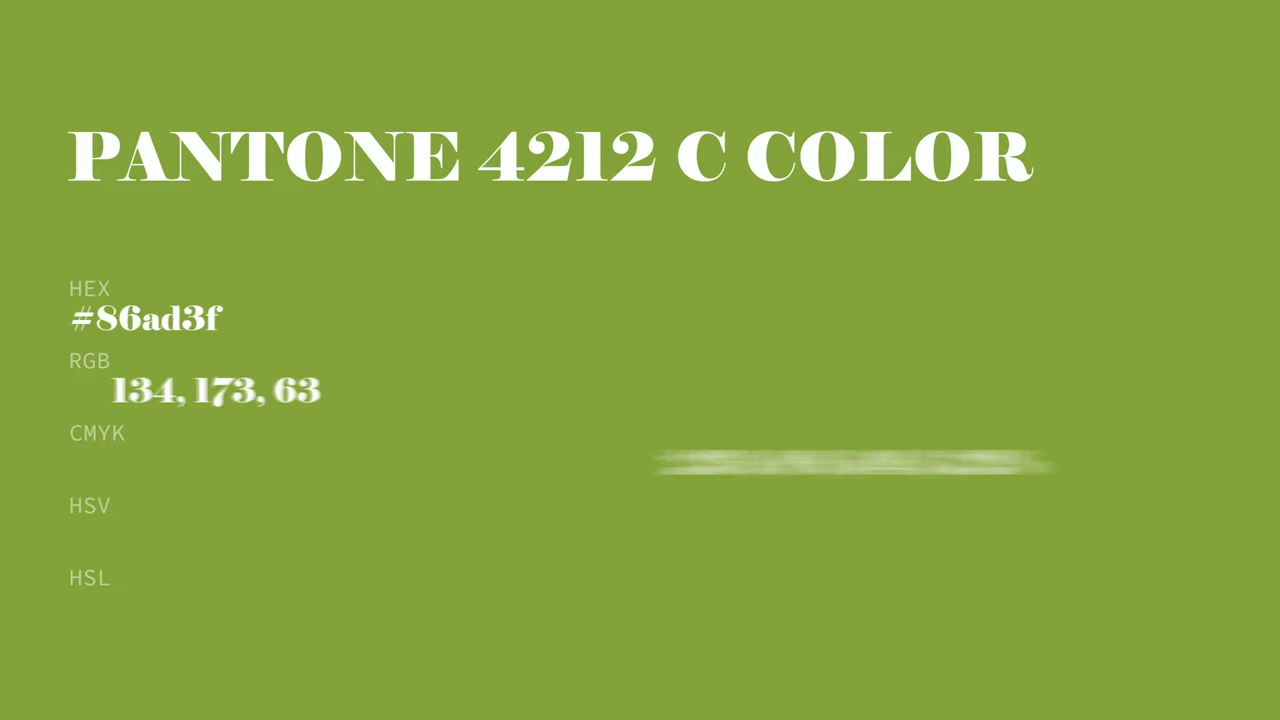 PANTONE 4212 C COLOR
HEX
#86ad3f
RGB
134, 173, 63
CMYK
HSV
HSL